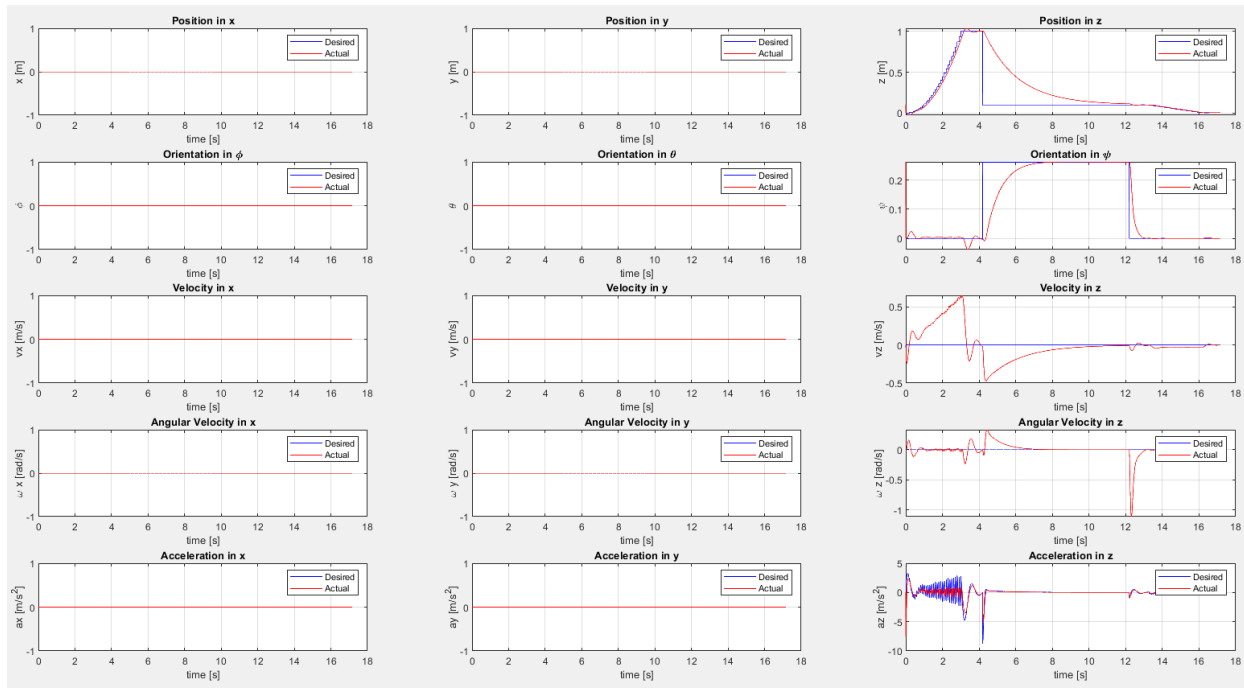 Position in x
Desired
Actual
x [m]
1
0
-1
0 2 4 6 8 10 12 14 16 18
time [s]
Position in y
Desired
Actual
y [m]
1
0
-1
0 2 4 6 8 10 12 14 16 18
time [s]
Position in z
Desired
Actual
z [m]
1
0.5
0
0 2 4 6 8 10 12 14 16 18
time [s]
Orientation in ϕ
Desired
Actual
ϕ
1
0
-1
0 2 4 6 8 10 12 14 16 18
time [s]
Orientation in θ
Desired
Actual
θ
1
0
-1
0 2 4 6 8 10 12 14 16 18
time [s]
Orientation in ψ
Desired
Actual
ψ
0.2
0.1
0
0 2 4 6 8 10 12 14 16 18
time [s]
Velocity in x
Desired
Actual
vx [m/s]
1
0
-1
0 2 4 6 8 10 12 14 16 18
time [s]
Velocity in y
Desired
Actual
vy [m/s]
1
0
-1
0 2 4 6 8 10 12 14 16 18
time [s]
Velocity in z
Desired
Actual
vz [m/s]
0.5
0
-0.5
0 2 4 6 8 10 12 14 16 18
time [s]
Angular Velocity in x
Desired
Actual
ω x [rad/s]
1
0
-1
0 2 4 6 8 10 12 14 16 18
time [s]
Angular Velocity in y
Desired
Actual
ω y [rad/s]
1
0
-1
0 2 4 6 8 10 12 14 16 18
time [s]
Angular Velocity in z
Desired
Actual
ω z [rad/s]
0
-0.5
-1
0 2 4 6 8 10 12 14 16 18
time [s]
Acceleration in x
Desired
Actual
ax [m/s²]
1
0
-1
0 2 4 6 8 10 12 14 16 18
time [s]
Acceleration in y
Desired
Actual
ay [m/s²]
1
0
-1
0 2 4 6 8 10 12 14 16 18
time [s]
Acceleration in z
Desired
Actual
az [m/s²]
5
0
-5
-10
0 2 4 6 8 10 12 14 16 18
time [s]